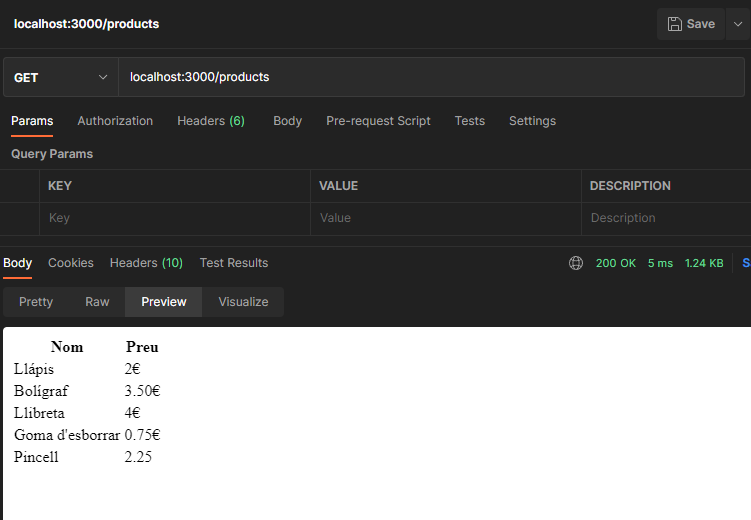 localhost:3000/products
Save
GET localhost:3000/products
Params Authorization Headers (6) Body Pre-request Script Tests Settings
Query Params
KEY VALUE DESCRIPTION
Key Value Description
Body Cookies Headers (10) Test Results 200 OK 5 ms 1.24 KB S
Pretty Raw Preview Visualize
Nom Preu
Llápis 2€
Bolígraf 3.50€
Llibreta 4€
Goma d'esborrar 0.75€
Pincell 2.25